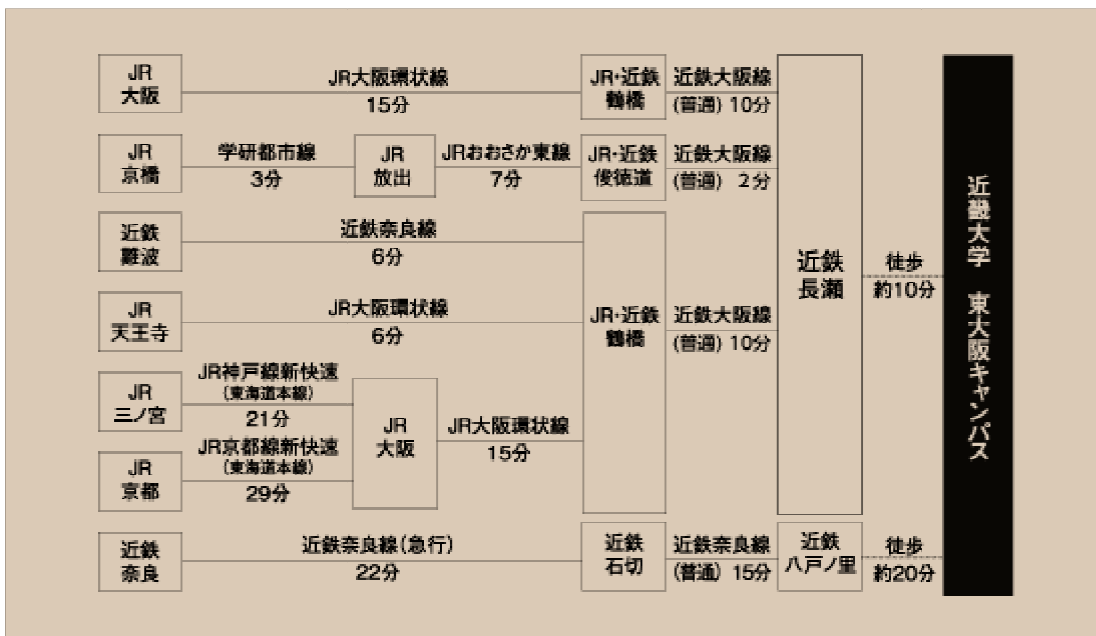 JR
大阪
JR大阪環状線
15分
JR・近鉄
鶴橋
近鉄大阪線
(普通) 10分
JR
京橋
学研都市線
3分
JR
放出
JRおおさか東線
7分
JR・近鉄
俊徳道
近鉄大阪線
(普通) 2分
近鉄
難波
近鉄奈良線
6分
JR
天王寺
JR大阪環状線
6分
JR・近鉄
鶴橋
近鉄大阪線
(普通) 10分
JR
三ノ宮
JR神戸線新快速
(東海道本線)
21分
JR
京都
JR京都線新快速
(東海道本線)
29分
JR
大阪
JR大阪環状線
15分
近鉄
長瀬
徒歩
約10分
近鉄
奈良
近鉄奈良線(急行)
22分
近鉄
石切
近鉄奈良線
(普通) 15分
近鉄
八戸ノ里
徒歩
約20分
近畿大学 東大阪キャンパス